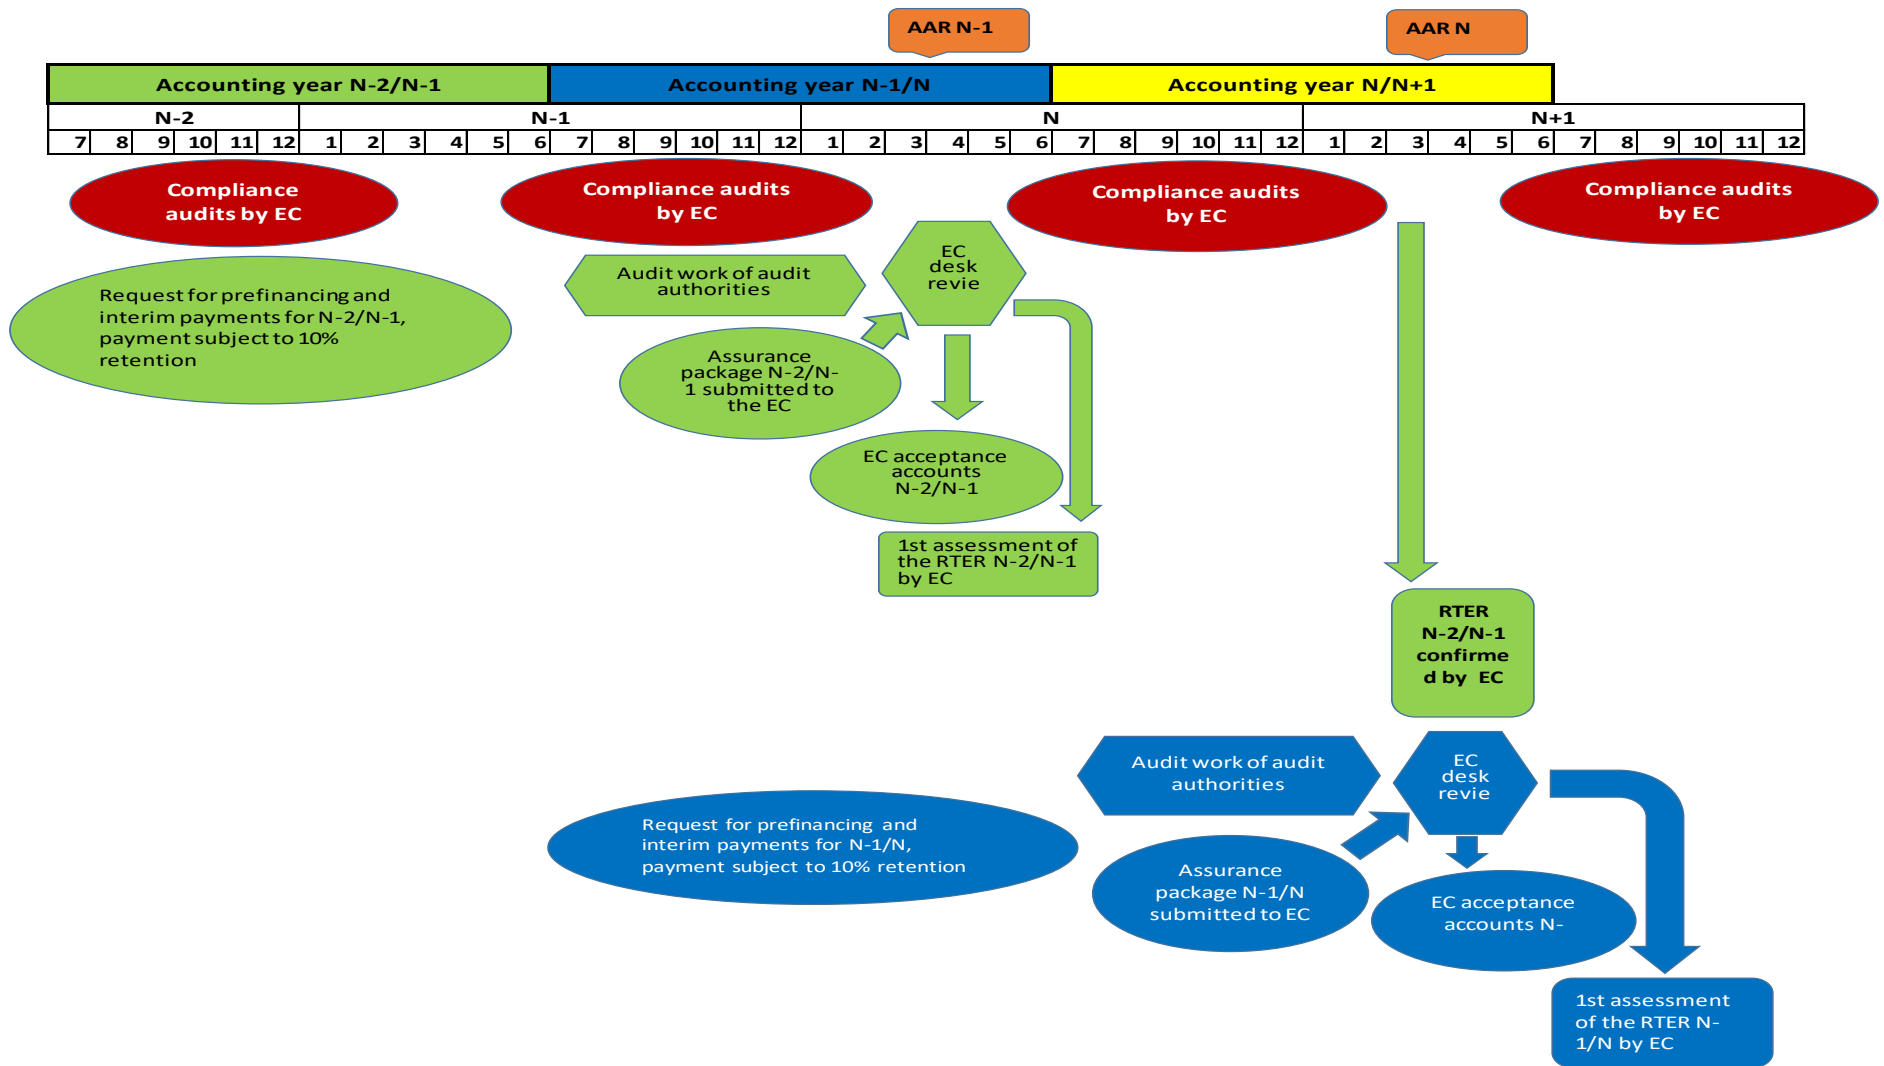 AAR N-1
AAR N
Accounting year N-2/N-1
Accounting year N-1/N
Accounting year N/N+1
N-2
N-1
N
N+1
7 8 9 10 11 12 1 2 3 4 5 6 7 8 9 10 11 12 1 2 3 4 5 6 7 8 9 10 11 12 1 2 3 4 5 6 7 8 9 10 11 12
Compliance
audits by EC
Compliance audits
by EC
Compliance audits
by EC
Compliance audits
by EC
Request for prefinancing and
interim payments for N-2/N-1,
payment subject to 10%
retention
Audit work of audit
authorities
EC
desk
revie
Assurance
package N-2/N-
1 submitted to
the EC
EC acceptance
accounts
N-2/N-1
1st assessment of
the RTER N-2/N-1
by EC
RTER
N-2/N-1
confirme
d by EC
Audit work of audit
authorities
EC
desk
revie
Request for prefinancing and
interim payments for N-1/N,
payment subject to 10% retention
Assurance
package N-1/N
submitted to EC
EC acceptance
accounts N-
1st assessment
of the RTER N-
1/N by EC